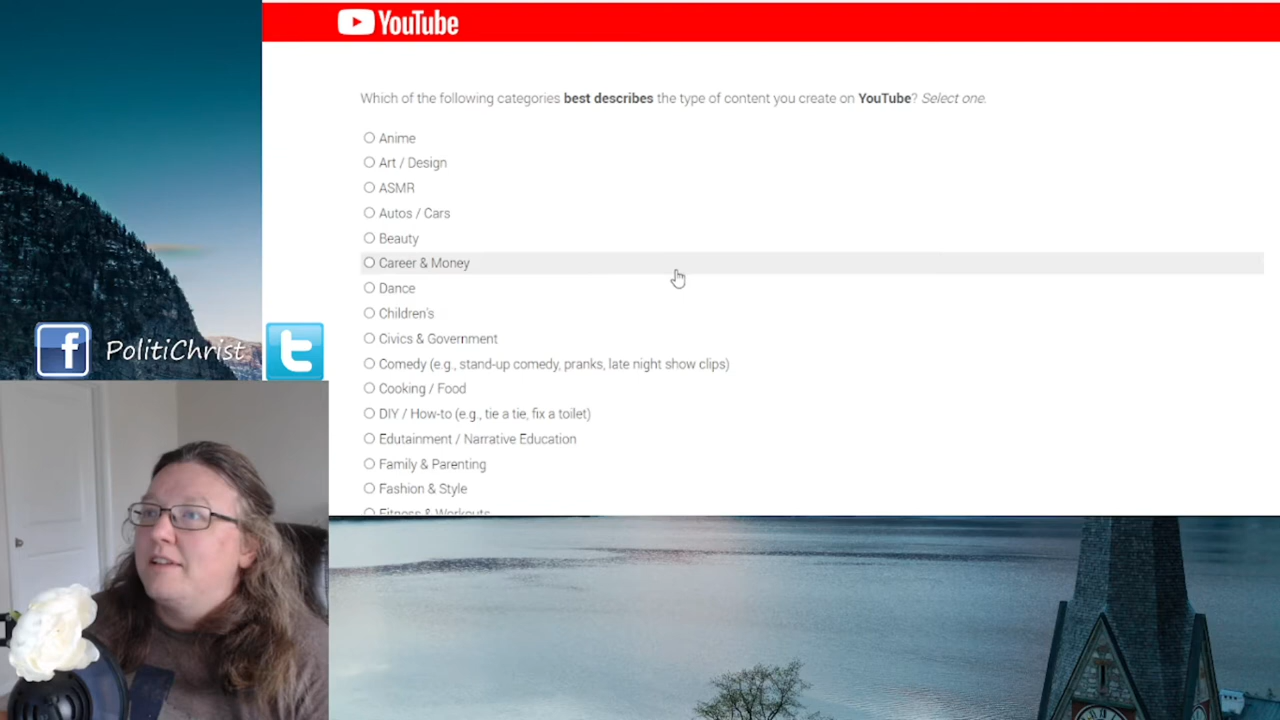 YouTube
Which of the following categories best describes the type of content you create on YouTube? Select one.
Anime
Art / Design
ASMR
Autos / Cars
Beauty
Career & Money
Dance
Children's
Civics & Government
Comedy (e.g., stand-up comedy, pranks, late night show clips)
Cooking / Food
DIY / How-to (e.g., tie a tie, fix a toilet)
Edutainment / Narrative Education
Family & Parenting
Fashion & Style
Fitness & Workouts
f PolitiChrist t